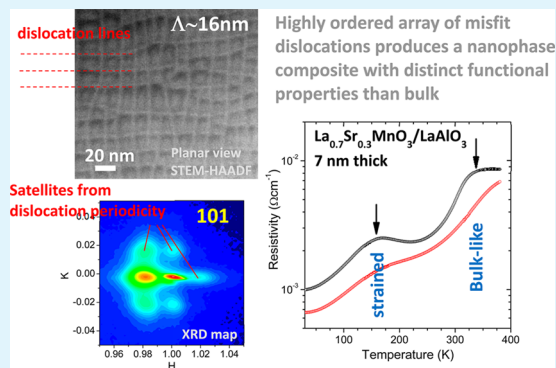 dislocation lines
Λ~16nm
20 nm
Planar view
STEM-HAADF
Highly ordered array of misfit
dislocations produces a nanophase
composite with distinct functional
properties than bulk
Satellites from
dislocation periodicity
101
0.04
0.02
0.00
-0.02
-0.04
K
XRD map
0.96 0.98 1.00 1.02 1.04
H
La0.7Sr0.3MnO3/LaAlO3
7 nm thick
10-2
10-3
Resistivity (Ωcm-1)
strained
Bulk-like
0 100 200 300 400
Temperature (K)